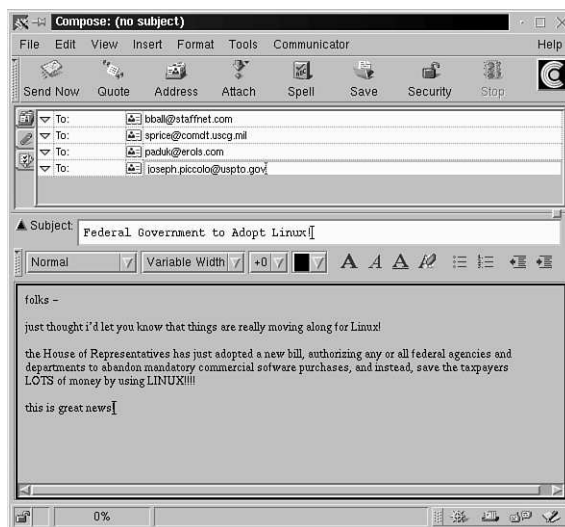 Compose: (no subject)
File Edit View Insert Format Tools Communicator Help
Send Now Quote Address Attach Spell Save Security Stop
To: bball@staffnet.com
To: sprice@comdt.uscg.mil
To: paduk@erols.com
To: joseph.piccolo@uspto.gov
Subject: Federal Government to Adopt Linux!
Normal Variable Width +0 A A A
folks -
just thought i'd let you know that things are really moving along for Linux!
the House of Representatives has just adopted a new bill, authorizing any or all federal agencies and
departments to abandon mandatory commercial sofware purchases, and instead, save the taxpayers
LOTS of money by using LINUX!!!!
this is great news!
0%